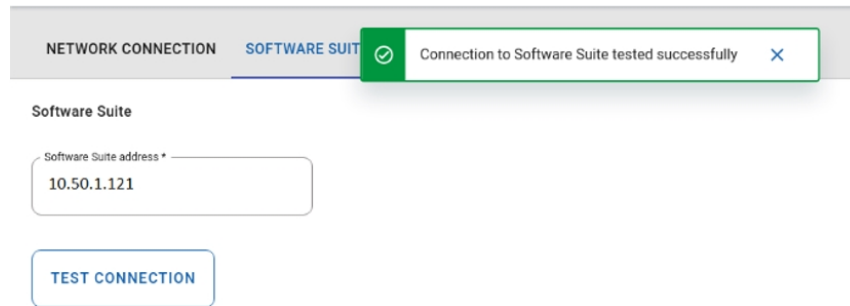 NETWORK CONNECTION SOFTWARE SUIT Connection to Software Suite tested successfully
Software Suite
Software Suite address *
10.50.1.121
TEST CONNECTION